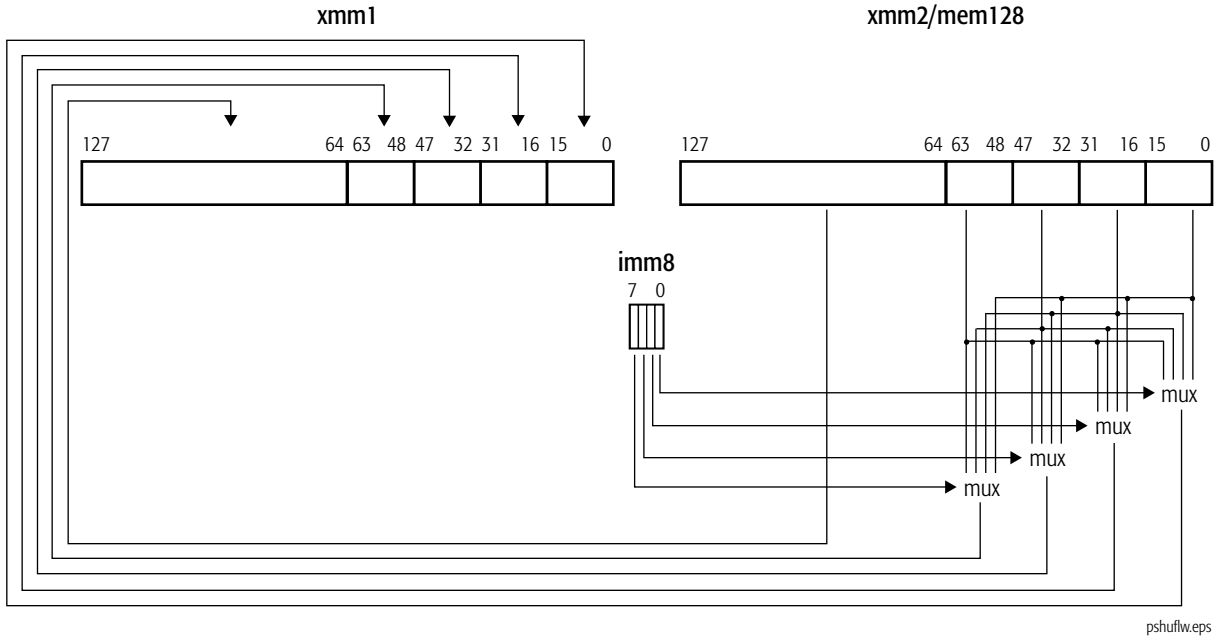 xmm1 xmm2/mem128
127 64 63 48 47 32 31 16 15 0 127 64 63 48 47 32 31 16 15 0
imm8
7 0
mux
mux
mux
mux
pshuflw.eps